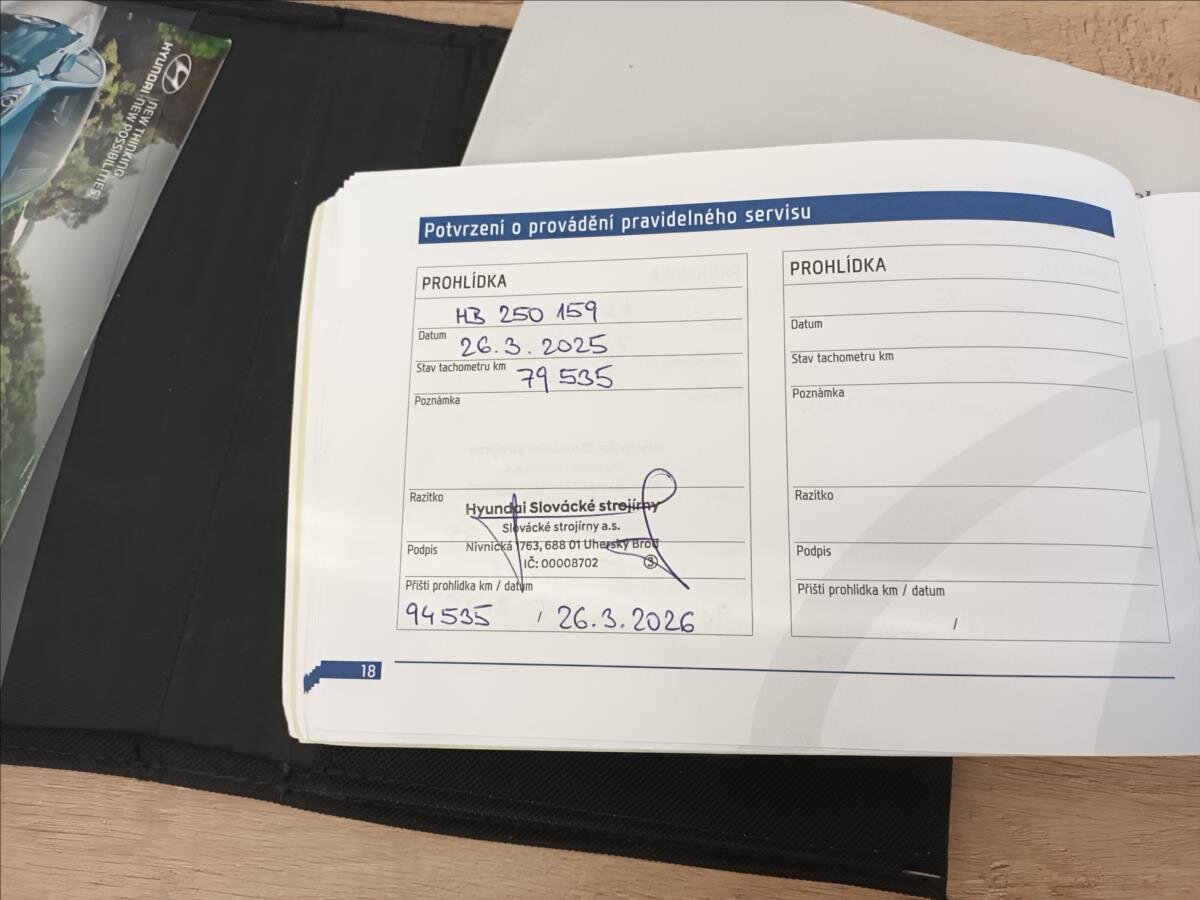 HYUNDAI
NEW THINKING
NEW POSSIBILITIES
Potvrzení o provádění pravidelného servisu
PROHLÍDKA
HB 250 159
Datum 26.3.2025
Stav tachometru km 79 535
Poznámka
Razítko
Hyundai Slovácké strojírny
Slovácké strojírny a.s.
Podpis
Nivnická 1763, 688 01 Uherský Brod
IČ: 00008702 3
Příští prohlídka km / datum
94 535 / 26.3.2026
PROHLÍDKA
Datum
Stav tachometru km
Poznámka
Razítko
Podpis
Příští prohlídka km / datum
/
18